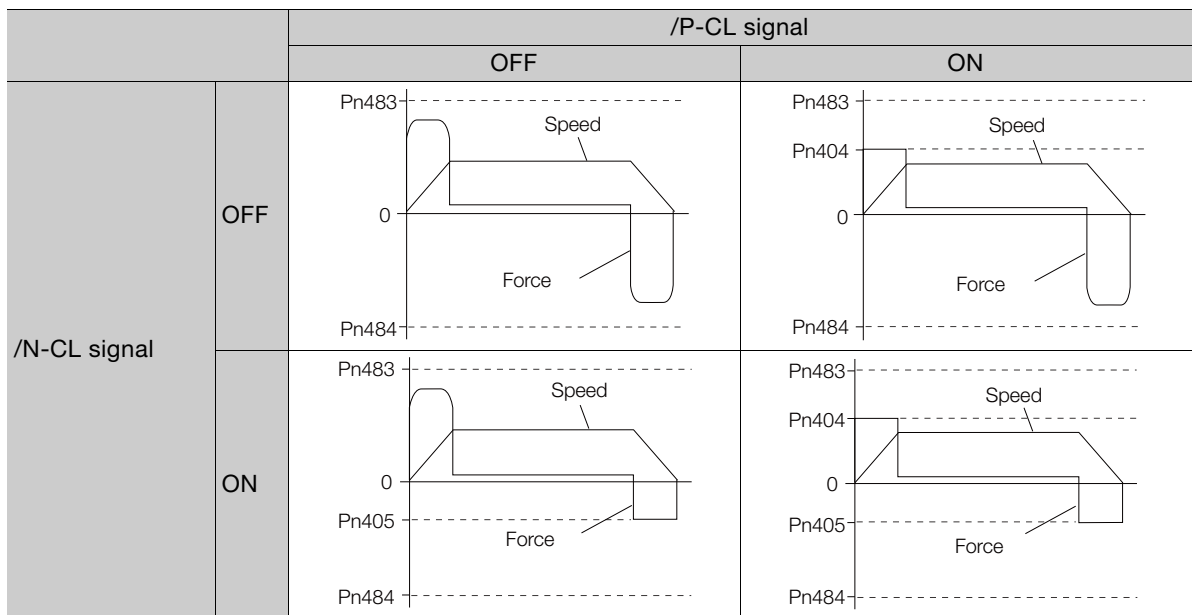 /P-CL signal
OFF
ON
/N-CL signal
OFF
Pn483
Speed
0
Force
Pn484
Pn483
Speed
Pn404
0
Force
Pn484
ON
Pn483
Speed
0
Pn405
Force
Pn484
Pn483
Speed
Pn404
0
Pn405
Force
Pn484